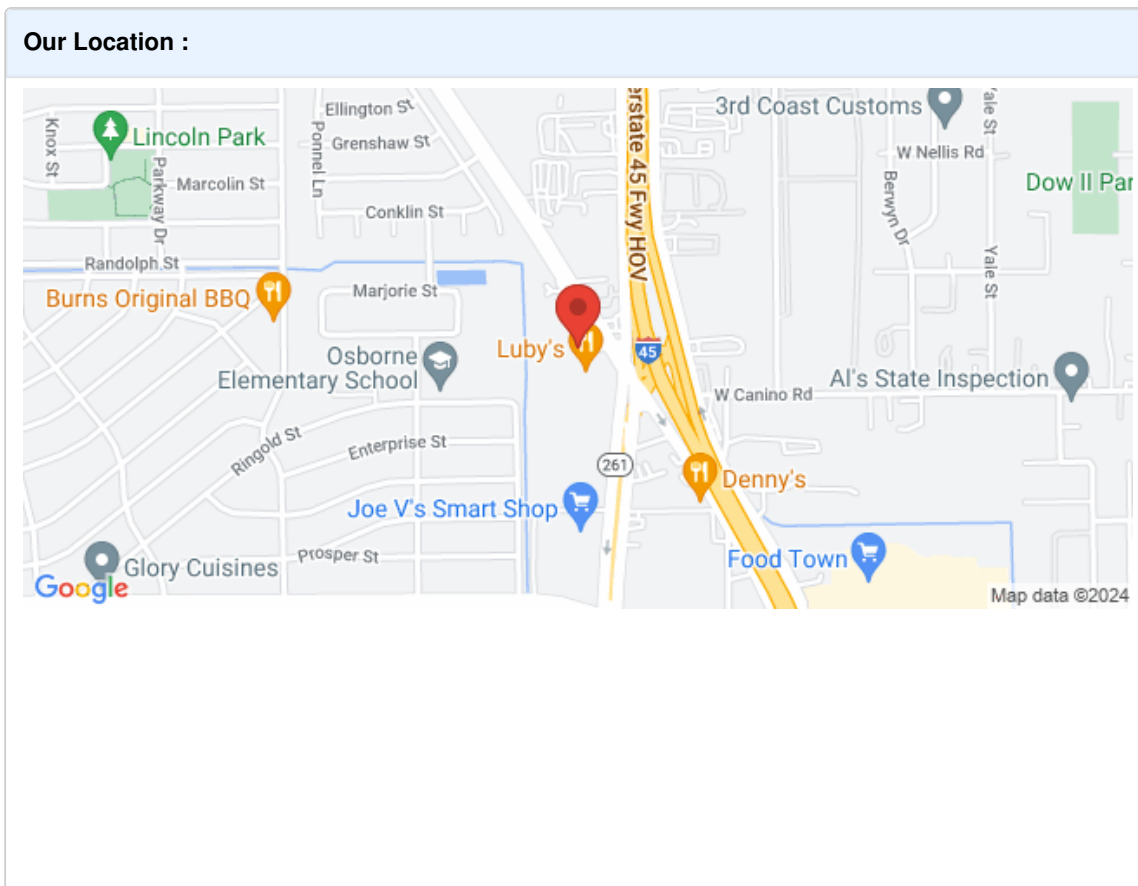 Our Location :
Ellington St
3rd Coast Customs
Knox St
Ponnel Ln
Lincoln Park
Grenshaw St
W Nellis Rd
Parkway Dr
Marcolin St
Berwyn Dr
Dow II Par
Conklin St
erstate 45 Fwy HOV
Yale St
Randolph St
Burns Original BBQ
Marjorie St
Luby's
45
Osborne
Elementary School
Al's State Inspection
W Canino Rd
Ringold St
Enterprise St
261
Denny's
Joe V's Smart Shop
Prosper St
Glory Cuisines
Food Town
Google
Map data ©2024